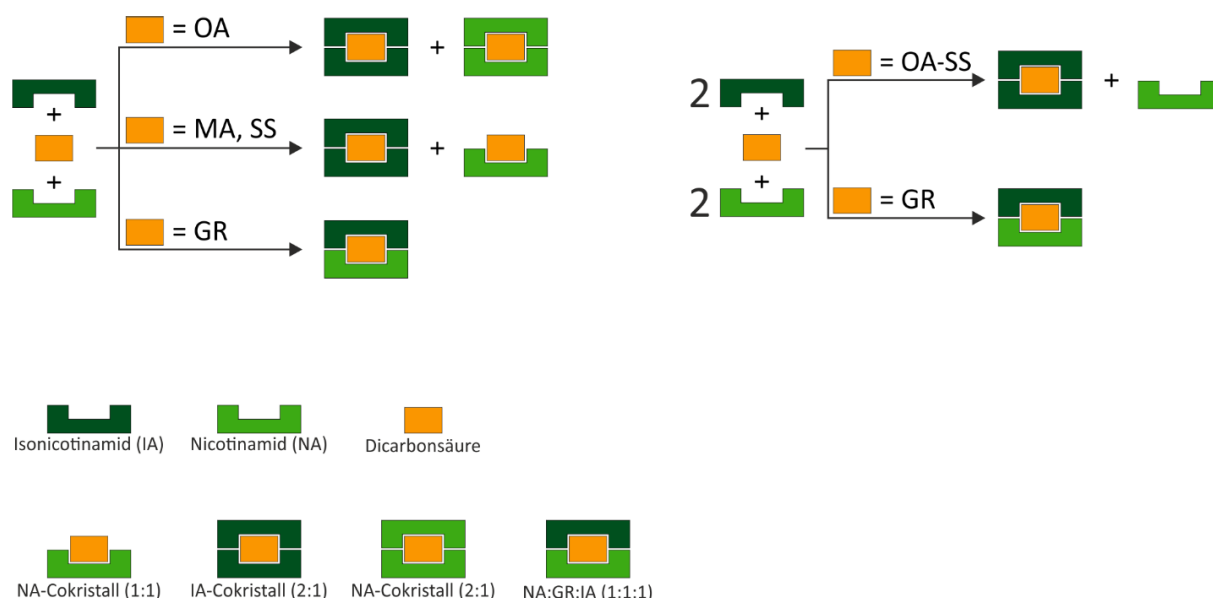 = OA
+
+
= MA, SS
+
+
= GR
2
+
2
+
= OA-SS
+
= GR
Isonicotinamid (IA)
Nicotinamid (NA)
Dicarbonsäure
NA-Cokristall (1:1)
IA-Cokristall (2:1)
NA-Cokristall (2:1)
NA:GR:IA (1:1:1)